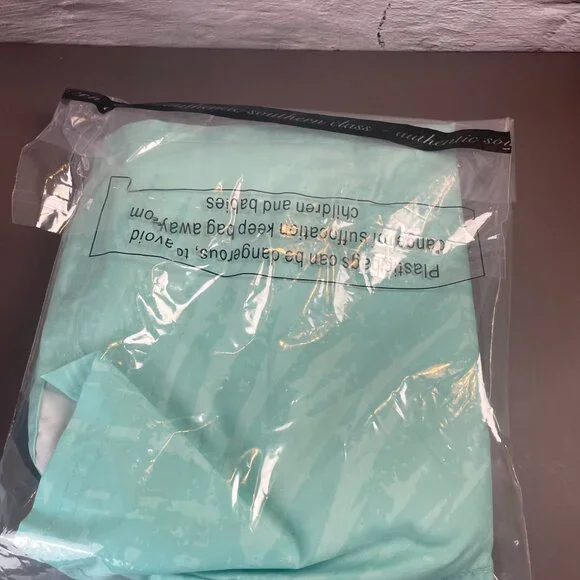 authentic southern class - authentic sou
Plastic bags can be dangerous, to avoid
danger of suffocation keep bag away from
children and babies